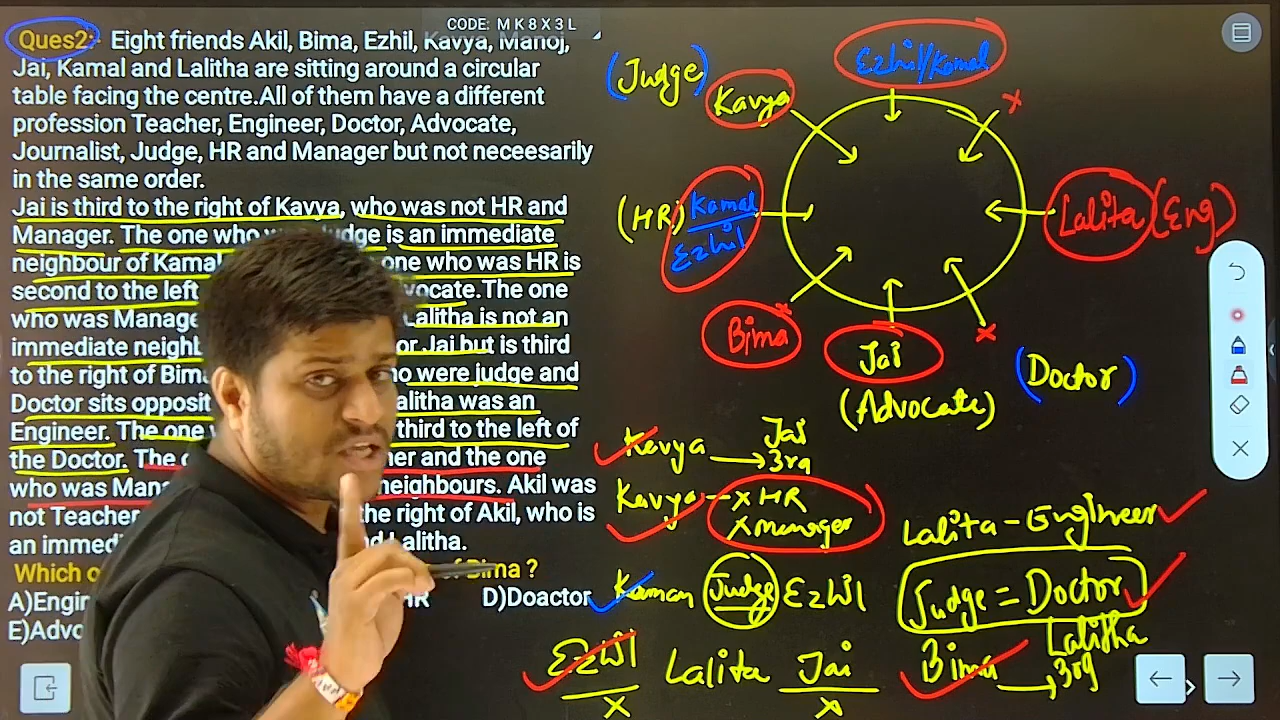 CODE: M K 8 X 3 L
Ques2:- Eight friends Akil, Bima, Ezhil, Kavya, Manoj,
Jai, Kamal and Lalitha are sitting around a circular
table facing the centre.All of them have a different
profession Teacher, Engineer, Doctor, Advocate,
Journalist, Judge, HR and Manager but not neceesarily
in the same order.
Jai is third to the right of Kavya, who was not HR and
Manager. The one who was Judge is an immediate
neighbour of Kamal one who was HR is
second to the left vocate.The one
who was Manage Lalitha is not an
immediate neighb or Jai but is third
to the right of Bim ho were judge and
Doctor sits opposit alitha was an
Engineer. The one third to the left of
the Doctor. The o her and the one
who was Mana neighbours. Akil was
not Teacher the right of Akil, who is
an immedi d Lalitha.
Which o of Bima ?
A)Engin HR D)Doactor
E)Advo
(Judge)
Ezhil/Kamal
Kavya
x
(HR) Kamal
Ezhil
Lalita (Eng)
Bima x
Jai
x
(Advocate)
(Doctor)
Kavya → Jai
3rd
Kavya - x HR
x manager
Kaman Judge Ezhil
Ezhil Lalita Jai
x x
Lalita - Engineer
Judge = Doctor
Bima → Lalitha
3rd